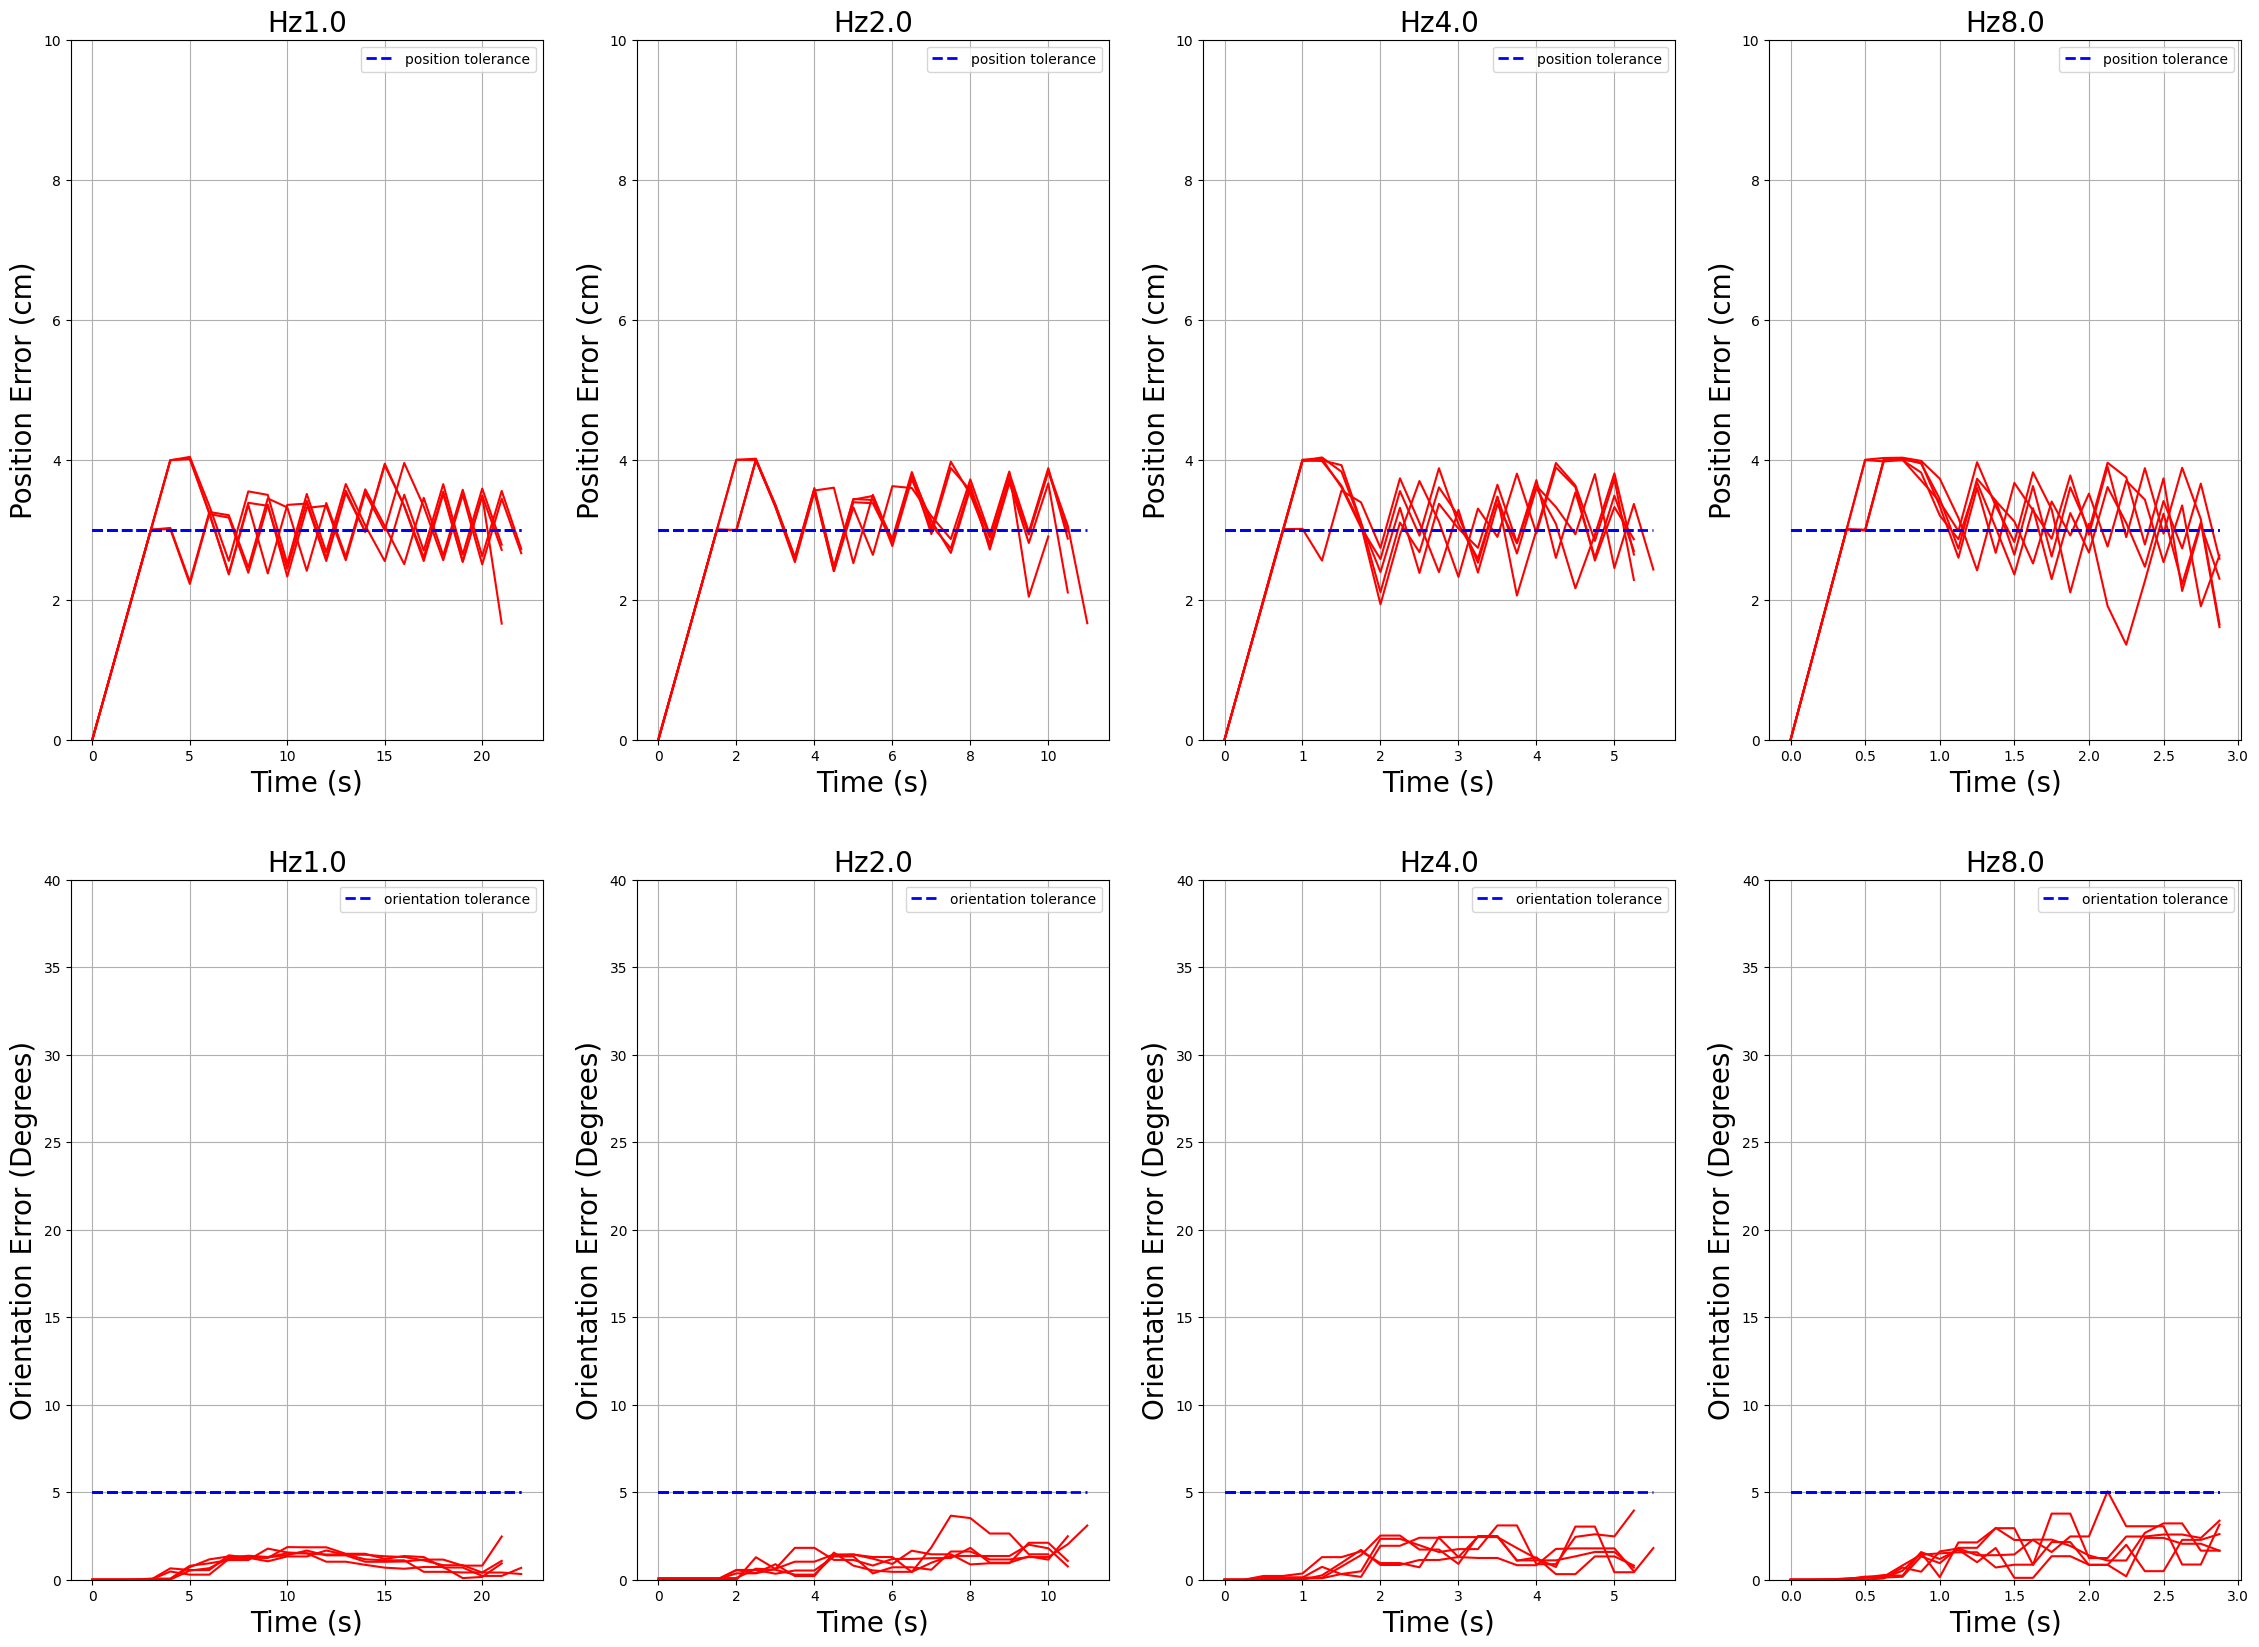 Hz1.0
Hz2.0
Hz4.0
Hz8.0
position tolerance
position tolerance
position tolerance
position tolerance
Position Error (cm)
10
8
6
4
2
0
0 5 10 15 20
Time (s)
Position Error (cm)
10
8
6
4
2
0
0 2 4 6 8 10
Time (s)
Position Error (cm)
10
8
6
4
2
0
0 1 2 3 4 5
Time (s)
Position Error (cm)
10
8
6
4
2
0
0.0 0.5 1.0 1.5 2.0 2.5 3.0
Time (s)
Hz1.0
Hz2.0
Hz4.0
Hz8.0
orientation tolerance
orientation tolerance
orientation tolerance
orientation tolerance
Orientation Error (Degrees)
40
35
30
25
20
15
10
5
0
0 5 10 15 20
Time (s)
Orientation Error (Degrees)
40
35
30
25
20
15
10
5
0
0 2 4 6 8 10
Time (s)
Orientation Error (Degrees)
40
35
30
25
20
15
10
5
0
0 1 2 3 4 5
Time (s)
Orientation Error (Degrees)
40
35
30
25
20
15
10
5
0
0.0 0.5 1.0 1.5 2.0 2.5 3.0
Time (s)